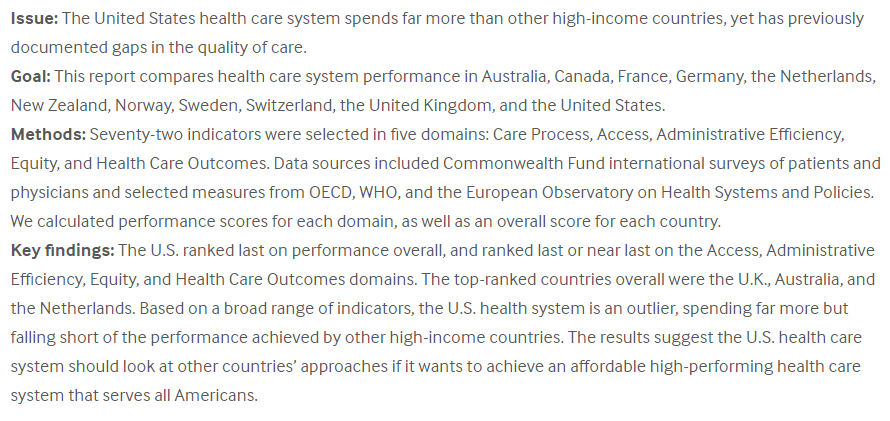 Issue: The United States health care system spends far more than other high-income countries, yet has previously
documented gaps in the quality of care.
Goal: This report compares health care system performance in Australia, Canada, France, Germany, the Netherlands,
New Zealand, Norway, Sweden, Switzerland, the United Kingdom, and the United States.
Methods: Seventy-two indicators were selected in five domains: Care Process, Access, Administrative Efficiency,
Equity, and Health Care Outcomes. Data sources included Commonwealth Fund international surveys of patients and
physicians and selected measures from OECD, WHO, and the European Observatory on Health Systems and Policies.
We calculated performance scores for each domain, as well as an overall score for each country.
Key findings: The U.S. ranked last on performance overall, and ranked last or near last on the Access, Administrative
Efficiency, Equity, and Health Care Outcomes domains. The top-ranked countries overall were the U.K., Australia, and
the Netherlands. Based on a broad range of indicators, the U.S. health system is an outlier, spending far more but
falling short of the performance achieved by other high-income countries. The results suggest the U.S. health care
system should look at other countries’ approaches if it wants to achieve an affordable high-performing health care
system that serves all Americans.